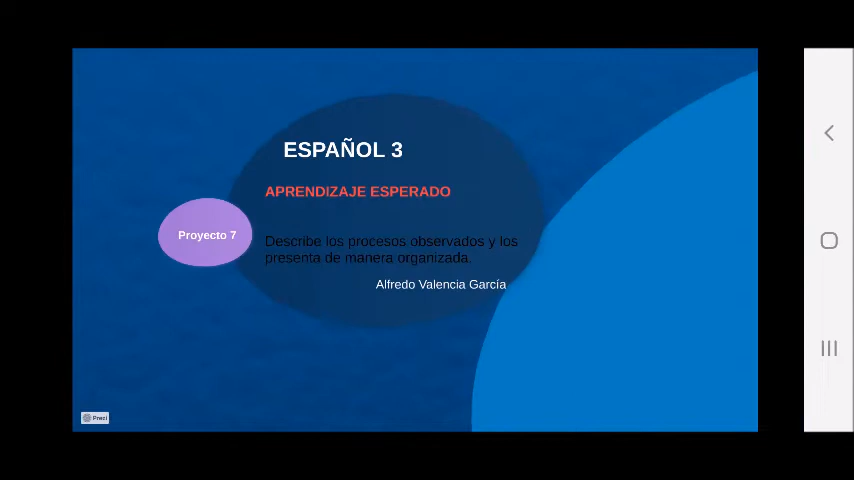 ESPAÑOL 3
APRENDIZAJE ESPERADO
Proyecto 7
Describe los procesos observados y los
presenta de manera organizada.
Alfredo Valencia García
Prezi